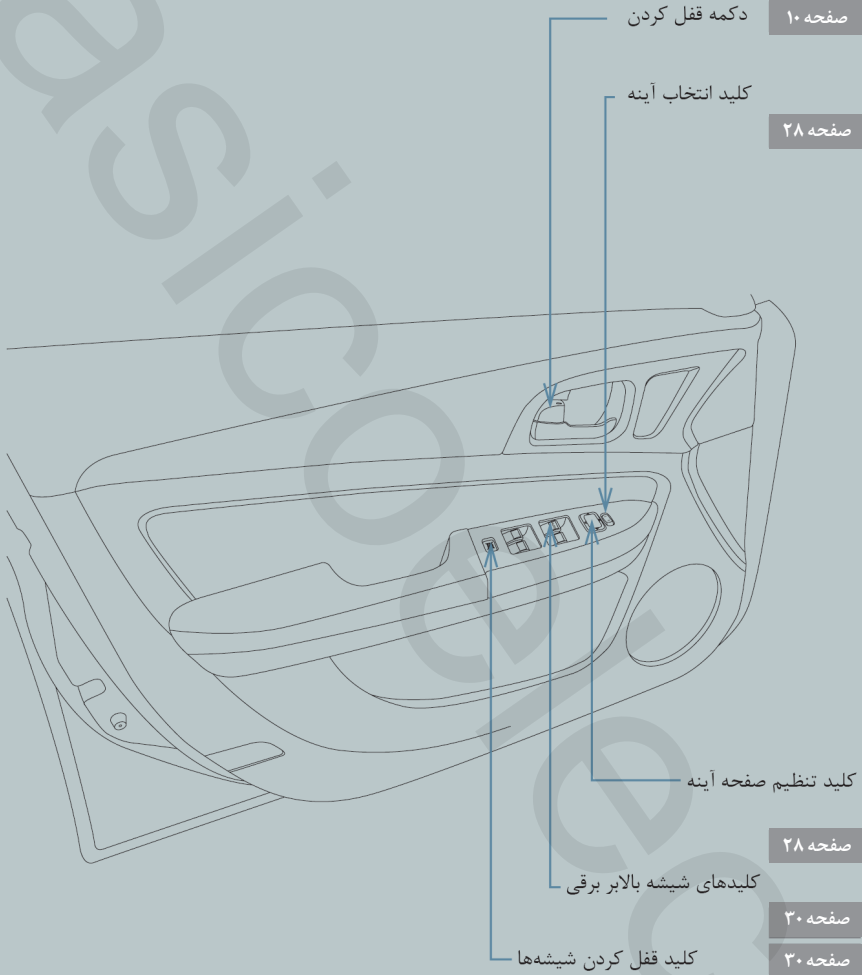 صفحه ۱۰
دکمه قفل کردن
کلید انتخاب آینه
صفحه ۲۸
کلید تنظیم صفحه آینه
صفحه ۲۸
کلیدهای شیشه بالابر برقی
صفحه ۳۰
کلید قفل کردن شیشه‌ها
صفحه ۳۰
asicoelec